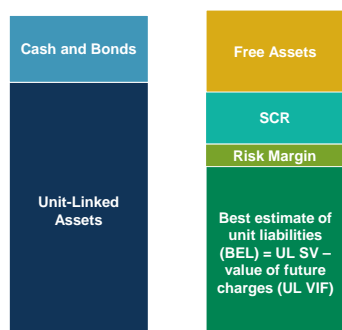 Cash and Bonds
Unit-Linked
Assets
Free Assets
SCR
Risk Margin
Best estimate of
unit liabilities
(BEL) = UL SV –
value of future
charges (UL VIF)